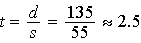 t = d/s = 135/55 ≈ 2.5